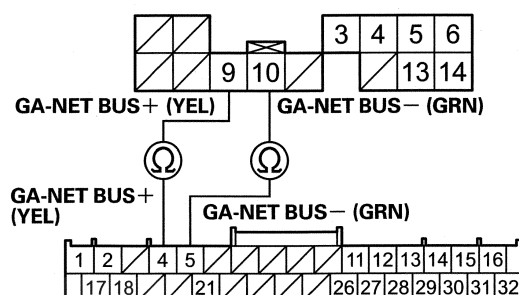 3 4 5 6
9 10 13 14
GA-NET BUS+ (YEL) GA-NET BUS− (GRN)
Ω Ω
GA-NET BUS+
(YEL)
GA-NET BUS− (GRN)
1 2 4 5 11 12 13 14 15 16
17 18 21 26 27 28 29 30 31 32